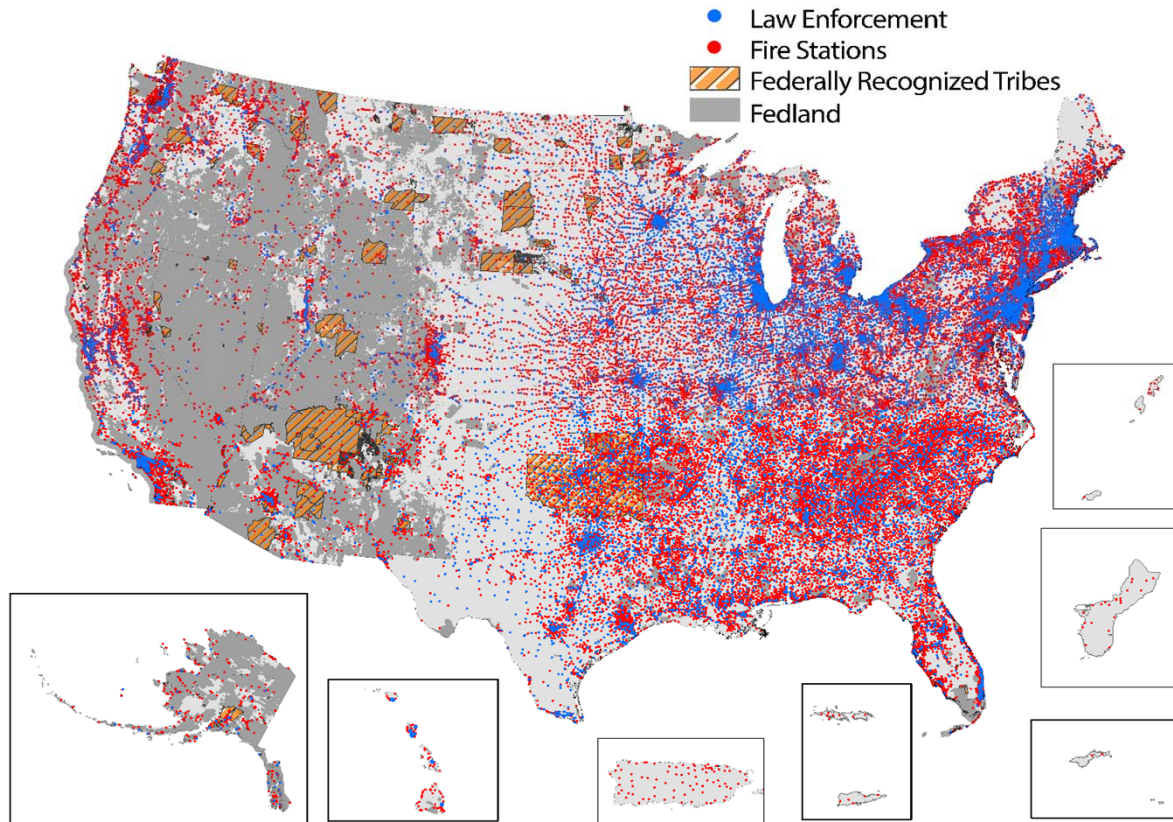 Law Enforcement
Fire Stations
Federally Recognized Tribes
Fedland